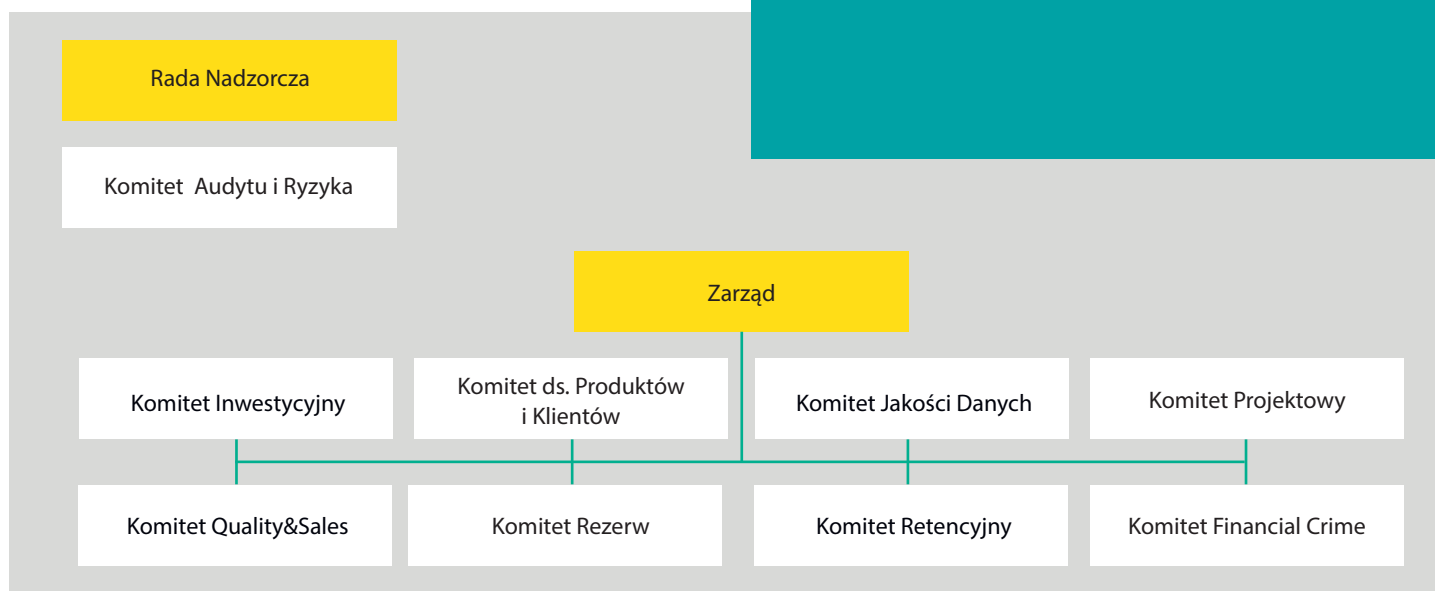 Rada Nadzorcza
Komitet Audytu i Ryzyka
Zarząd
Komitet Inwestycyjny
Komitet ds. Produktów
i Klientów
Komitet Jakości Danych
Komitet Projektowy
Komitet Quality&Sales
Komitet Rezerw
Komitet Retencyjny
Komitet Financial Crime